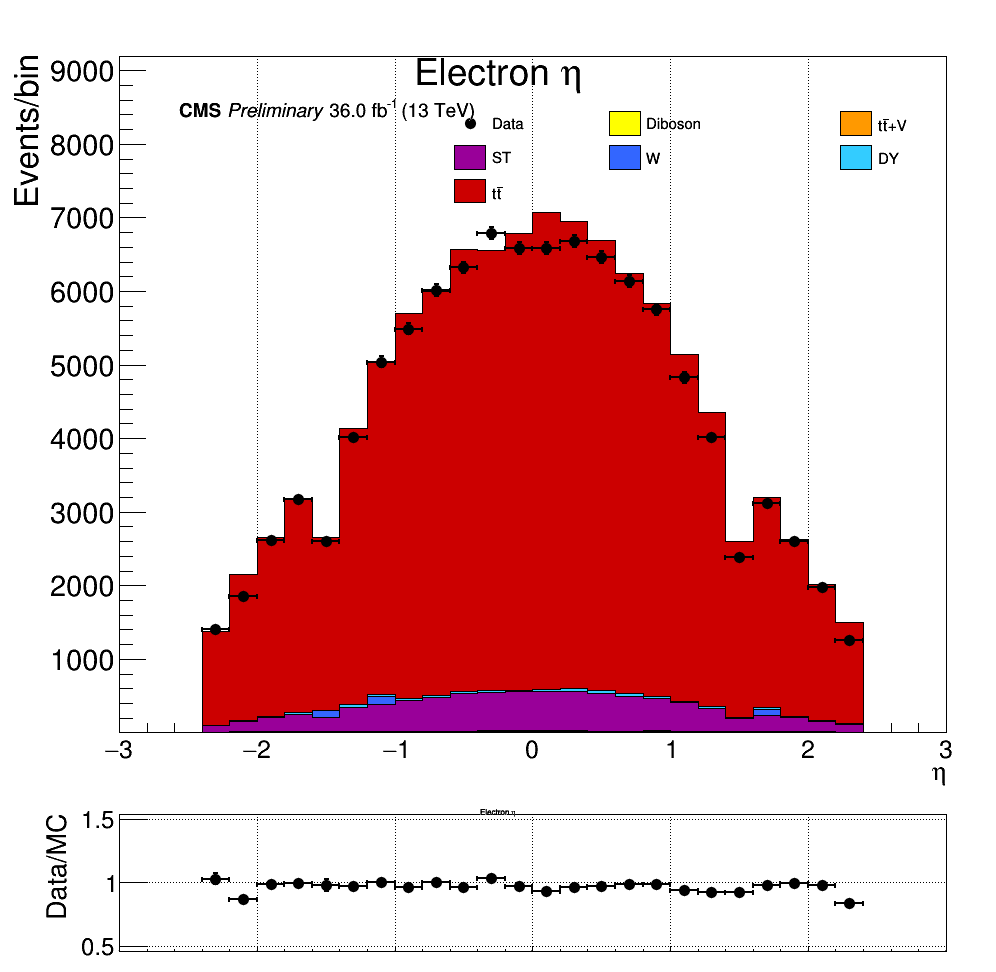 Electron η
Events/bin
CMS Preliminary 36.0 fb⁻¹ (13 TeV)
Data
Diboson
tt̄+V
ST
W
DY
tt̄
9000
8000
7000
6000
5000
4000
3000
2000
1000
−3 −2 −1 0 1 2 3
η
Electron η
Data/MC
1.5
1
0.5